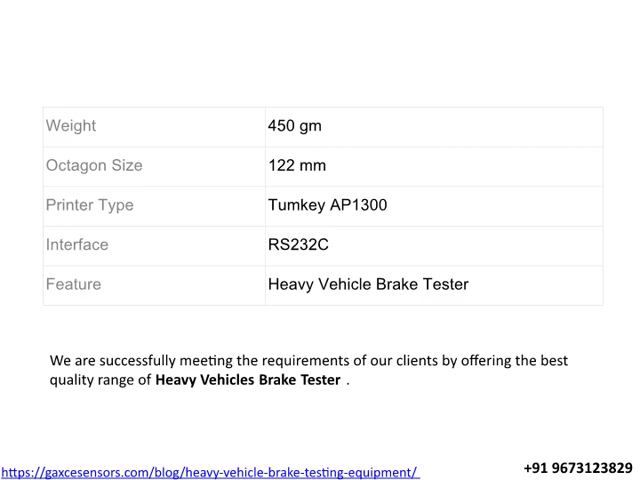 Weight 450 gm
Octagon Size 122 mm
Printer Type Tumkey AP1300
Interface RS232C
Feature Heavy Vehicle Brake Tester
We are successfully meeting the requirements of our clients by offering the best
quality range of Heavy Vehicles Brake Tester .
https://gaxcesensors.com/blog/heavy-vehicle-brake-testing-equipment/
+91 9673123829